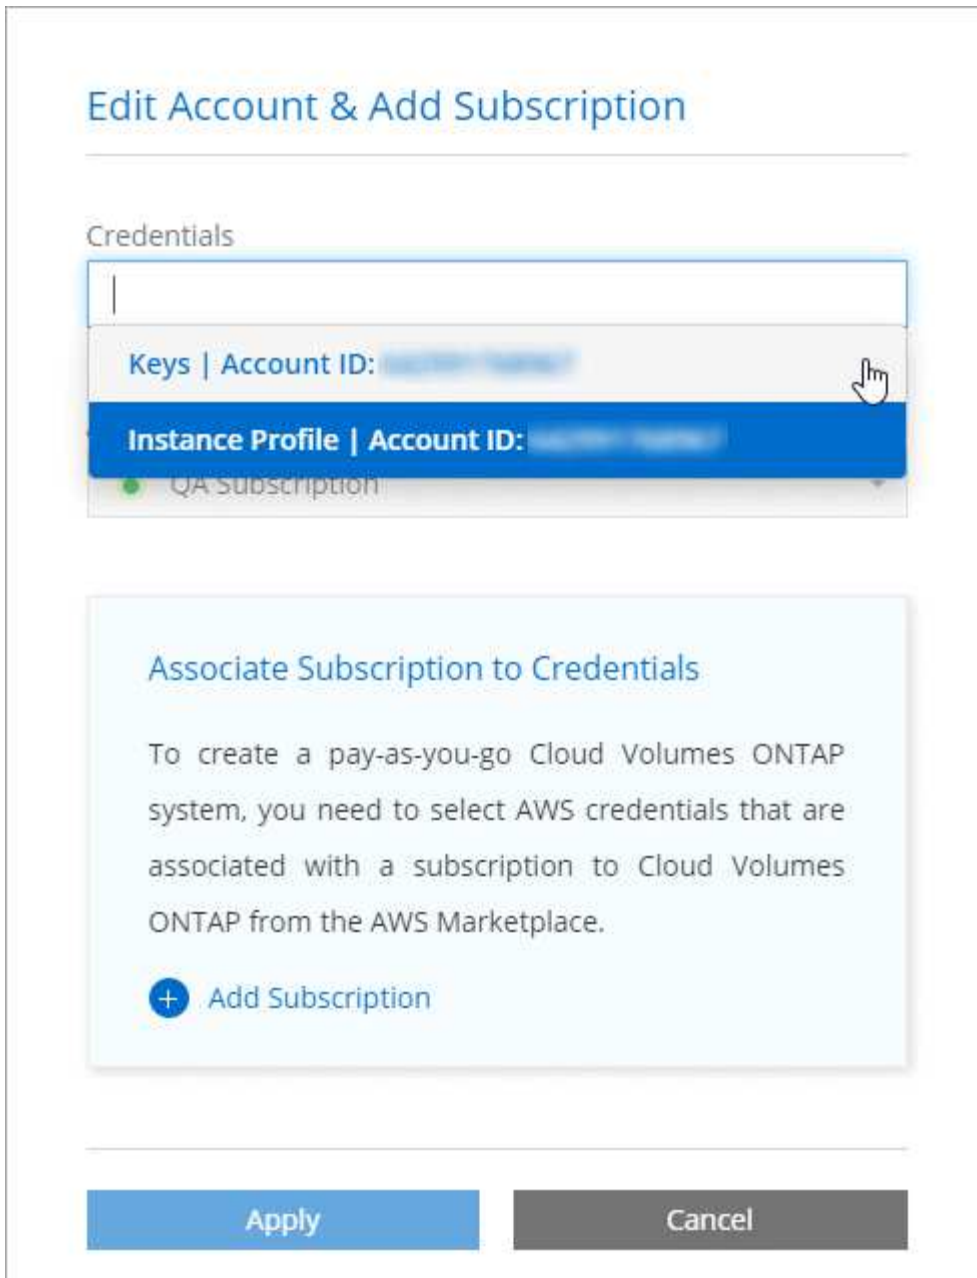 Edit Account & Add Subscription
Credentials
Keys | Account ID:
Instance Profile | Account ID:
QA Subscription
Associate Subscription to Credentials
To create a pay-as-you-go Cloud Volumes ONTAP
system, you need to select AWS credentials that are
associated with a subscription to Cloud Volumes
ONTAP from the AWS Marketplace.
Add Subscription
Apply
Cancel